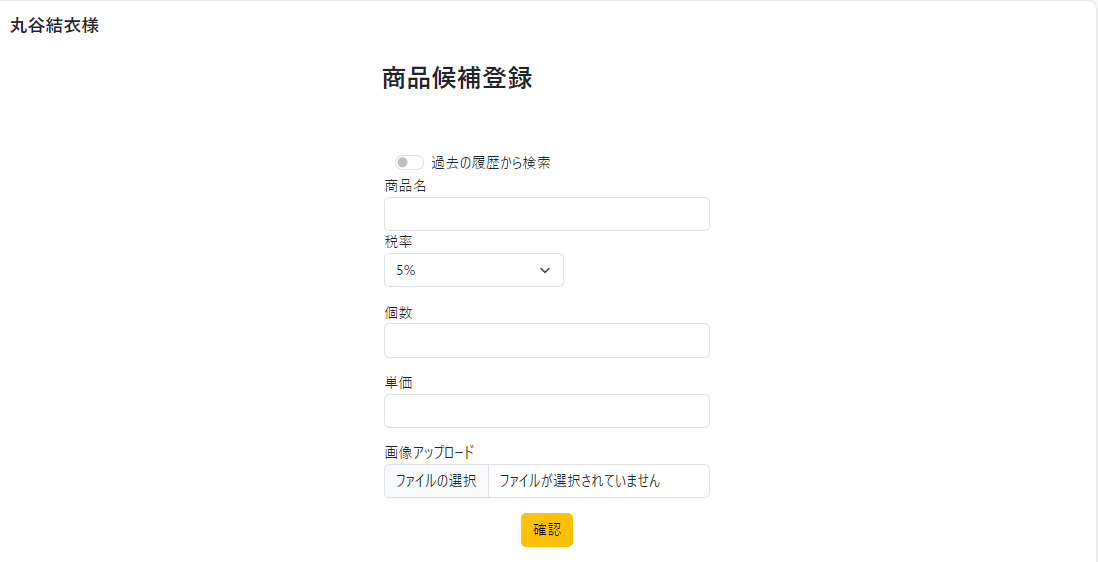 丸谷結衣様
商品候補登録
過去の履歴から検索
商品名
税率
5%
個数
単価
画像アップロード
ファイルの選択 ファイルが選択されていません
確認